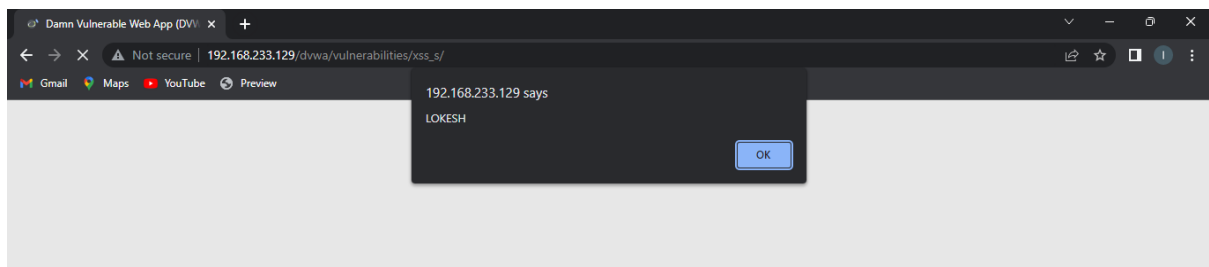 Damn Vulnerable Web App (DVW
Not secure | 192.168.233.129/dvwa/vulnerabilities/xss_s/
Gmail Maps YouTube Preview
192.168.233.129 says
LOKESH
OK
I